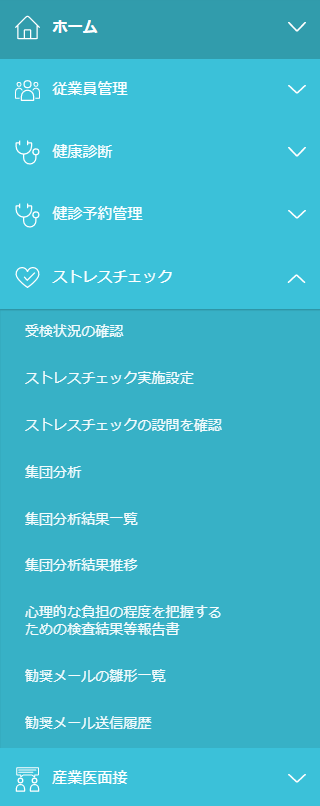 ホーム
従業員管理
健康診断
健診予約管理
ストレスチェック
受検状況の確認
ストレスチェック実施設定
ストレスチェックの設問を確認
集団分析
集団分析結果一覧
集団分析結果推移
心理的な負担の程度を把握する
ための検査結果等報告書
勧奨メールの雛形一覧
勧奨メール送信履歴
産業医面接